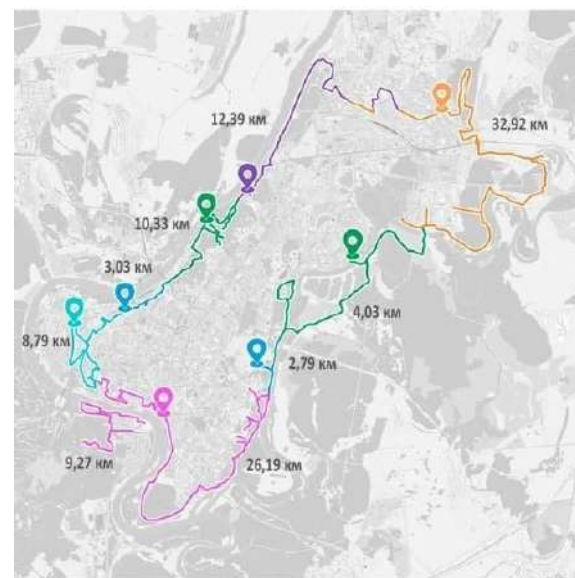 12,39 км
32,92 км
10,33 км
3,03 км
4,03 км
8,79 км
2,79 км
9,27 км
26,19 км